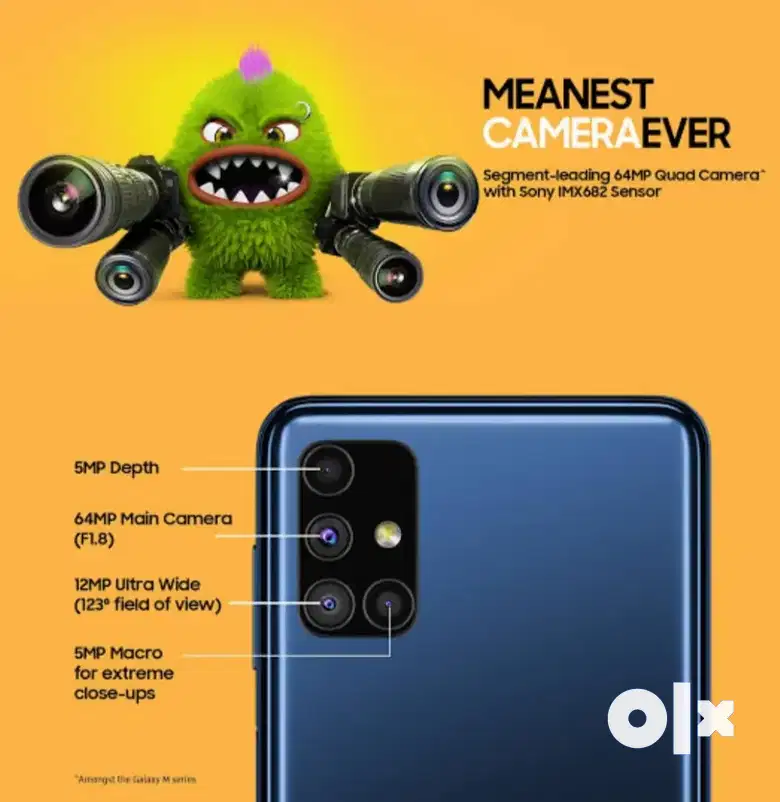 MEANEST
CAMERAEVER
Segment-leading 64MP Quad Camera^
with Sony IMX682 Sensor
5MP Depth
64MP Main Camera
(F1.8)
12MP Ultra Wide
(123° field of view)
5MP Macro
for extreme
close-ups
olx
^Amongst the Galaxy M series